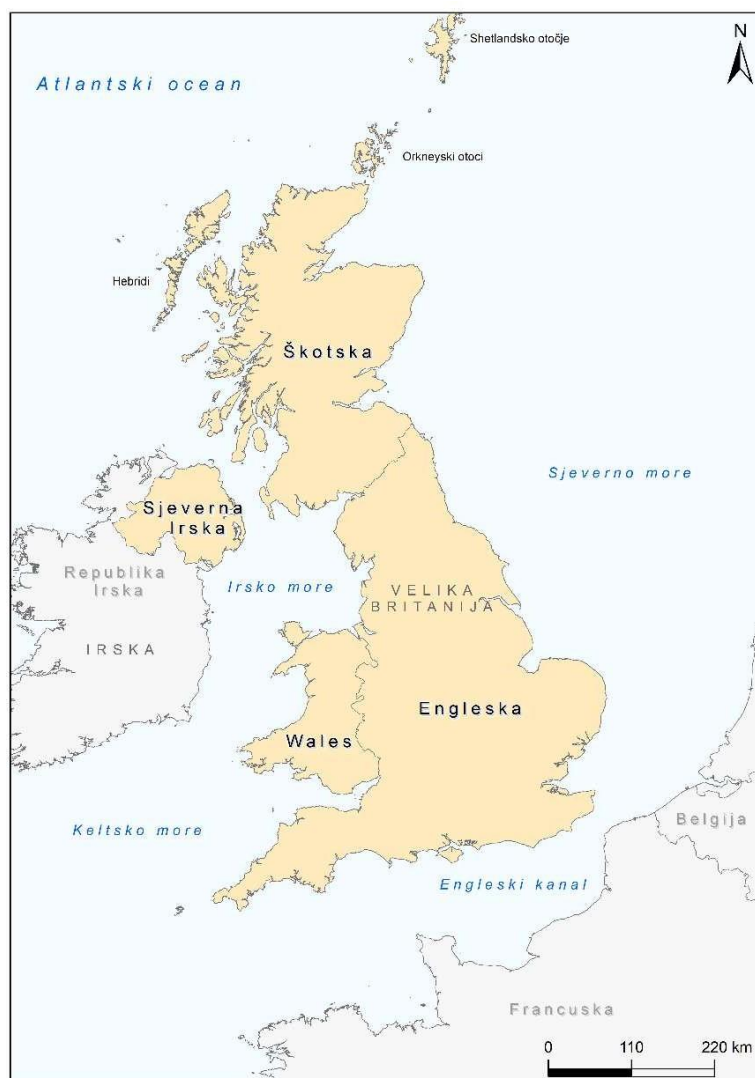 Shetlandsko otočje
N
Atlantski ocean
Orkneyski otoci
Hebridi
Škotska
Sjeverno more
Sjeverna
Irska
Republika
Irska
Irsko more
VELIKA
BRITANIJA
IRSKA
Engleska
Wales
Belgija
Keltsko more
Engleski kanal
Francuska
0 110 220 km